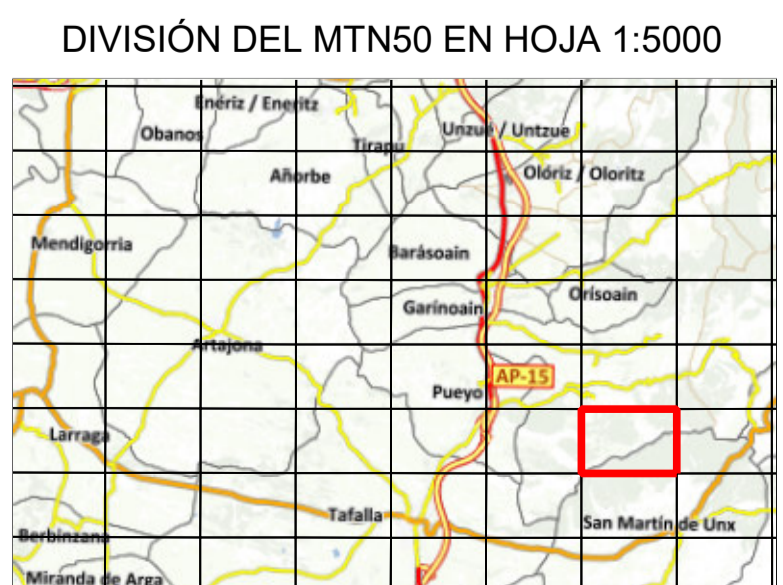 DIVISIÓN DEL MTN50 EN HOJA 1:5000
Enériz / Eneritz
Obanos
Unzué / Untzue
Tirapu
Añorbe
Olóriz / Oloritz
Mendigorria
Barásoain
Orísoain
Garínoain
Artajona
AP-15
Pueyo
Larraga
Tafalla
San Martín de Unx
Berbinzana
Miranda de Arga